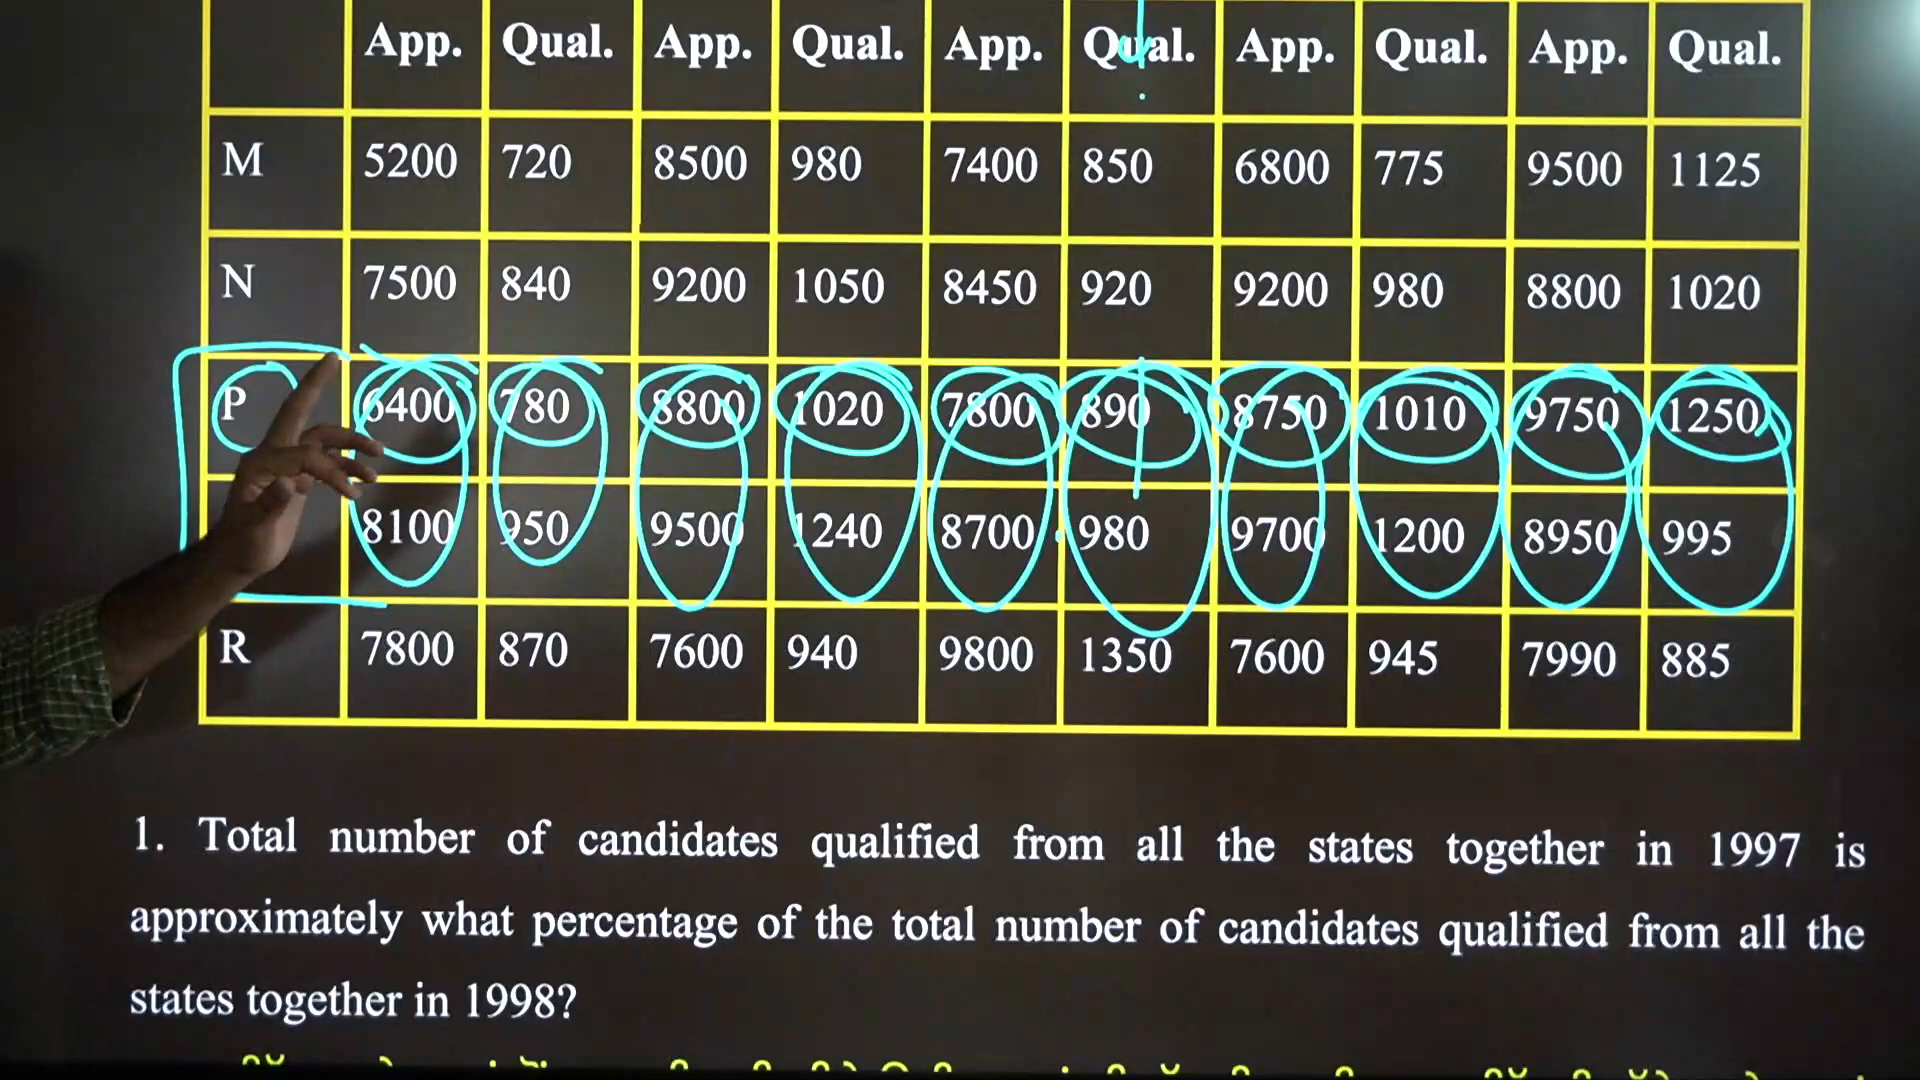 App. Qual. App. Qual. App. Qual. App. Qual. App. Qual.
M 5200 720 8500 980 7400 850 6800 775 9500 1125
N 7500 840 9200 1050 8450 920 9200 980 8800 1020
P 6400 780 8800 1020 7800 890 8750 1010 9750 1250
8100 950 9500 1240 8700 980 9700 1200 8950 995
R 7800 870 7600 940 9800 1350 7600 945 7990 885
1. Total number of candidates qualified from all the states together in 1997 is
approximately what percentage of the total number of candidates qualified from all the
states together in 1998?